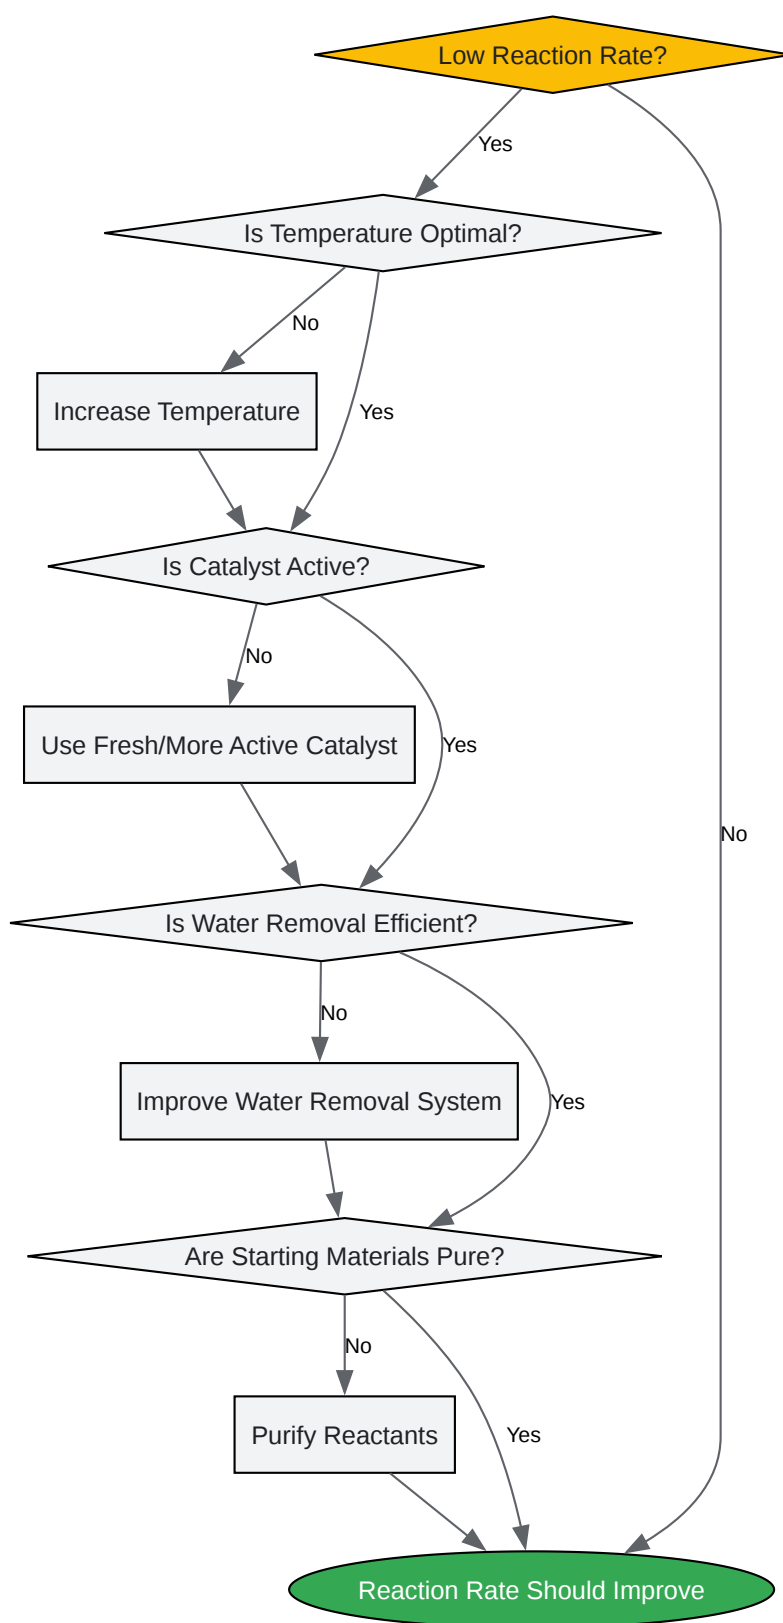 Low Reaction Rate?
Yes
Is Temperature Optimal?
No
Increase Temperature
Yes
Is Catalyst Active?
No
Use Fresh/More Active Catalyst
Yes
No
Is Water Removal Efficient?
No
Improve Water Removal System
Yes
Are Starting Materials Pure?
No
Purify Reactants
Yes
Reaction Rate Should Improve